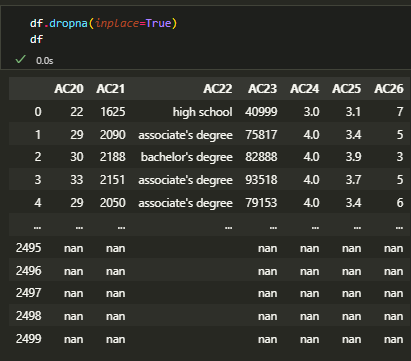 df.dropna(inplace=True)
df
0.0s
AC20 AC21 AC22 AC23 AC24 AC25 AC26
0 22 1625 high school 40999 3.0 3.1 7
1 29 2090 associate's degree 75817 4.0 3.4 5
2 30 2188 bachelor's degree 82888 4.0 3.9 3
3 33 2151 associate's degree 93518 4.0 3.7 5
4 29 2050 associate's degree 79153 4.0 3.4 6
... ... ... ... ... ... ... ...
2495 nan nan nan nan nan nan
2496 nan nan nan nan nan nan
2497 nan nan nan nan nan nan
2498 nan nan nan nan nan nan
2499 nan nan nan nan nan nan